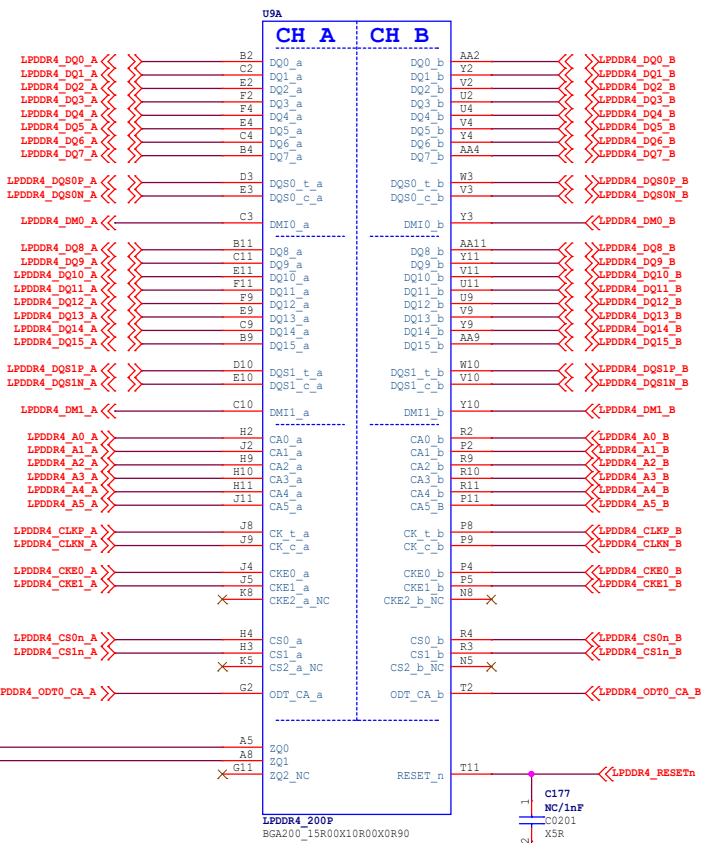 U9A
CH A CH B
LPDDR4_DQ0_A B2 DQ0_a DQ0_b AA2 LPDDR4_DQ0_B
LPDDR4_DQ1_A C2 DQ1_a DQ1_b Y2 LPDDR4_DQ1_B
LPDDR4_DQ2_A E2 DQ2_a DQ2_b V2 LPDDR4_DQ2_B
LPDDR4_DQ3_A F2 DQ3_a DQ3_b U2 LPDDR4_DQ3_B
LPDDR4_DQ4_A F4 DQ4_a DQ4_b U4 LPDDR4_DQ4_B
LPDDR4_DQ5_A E4 DQ5_a DQ5_b V4 LPDDR4_DQ5_B
LPDDR4_DQ6_A C4 DQ6_a DQ6_b Y4 LPDDR4_DQ6_B
LPDDR4_DQ7_A B4 DQ7_a DQ7_b AA4 LPDDR4_DQ7_B
LPDDR4_DQS0P_A D3 DQS0_t_a DQS0_t_b W3 LPDDR4_DQS0P_B
LPDDR4_DQS0N_A E3 DQS0_c_a DQS0_c_b V3 LPDDR4_DQS0N_B
LPDDR4_DM0_A C3 DMI0_a DMI0_b Y3 LPDDR4_DM0_B
LPDDR4_DQ8_A B11 DQ8_a DQ8_b AA11 LPDDR4_DQ8_B
LPDDR4_DQ9_A C11 DQ9_a DQ9_b Y11 LPDDR4_DQ9_B
LPDDR4_DQ10_A E11 DQ10_a DQ10_b V11 LPDDR4_DQ10_B
LPDDR4_DQ11_A F11 DQ11_a DQ11_b U11 LPDDR4_DQ11_B
LPDDR4_DQ12_A F9 DQ12_a DQ12_b U9 LPDDR4_DQ12_B
LPDDR4_DQ13_A E9 DQ13_a DQ13_b V9 LPDDR4_DQ13_B
LPDDR4_DQ14_A C9 DQ14_a DQ14_b Y9 LPDDR4_DQ14_B
LPDDR4_DQ15_A B9 DQ15_a DQ15_b AA9 LPDDR4_DQ15_B
LPDDR4_DQS1P_A D10 DQS1_t_a DQS1_t_b W10 LPDDR4_DQS1P_B
LPDDR4_DQS1N_A E10 DQS1_c_a DQS1_c_b V10 LPDDR4_DQS1N_B
LPDDR4_DM1_A C10 DMI1_a DMI1_b Y10 LPDDR4_DM1_B
LPDDR4_A0_A H2 CA0_a CA0_b R2 LPDDR4_A0_B
LPDDR4_A1_A J2 CA1_a CA1_b P2 LPDDR4_A1_B
LPDDR4_A2_A H9 CA2_a CA2_b R9 LPDDR4_A2_B
LPDDR4_A3_A H10 CA3_a CA3_b R10 LPDDR4_A3_B
LPDDR4_A4_A H11 CA4_a CA4_b R11 LPDDR4_A4_B
LPDDR4_A5_A J11 CA5_a CA5_B P11 LPDDR4_A5_B
LPDDR4_CLKP_A J8 CK_t_a CK_t_b P8 LPDDR4_CLKP_B
LPDDR4_CLKN_A J9 CK_c_a CK_c_b P9 LPDDR4_CLKN_B
LPDDR4_CKE0_A J4 CKE0_a CKE0_b P4 LPDDR4_CKE0_B
LPDDR4_CKE1_A J5 CKE1_a CKE1_b P5 LPDDR4_CKE1_B
K8 CKE2_a_NC CKE2_b_NC N8
LPDDR4_CS0n_A H4 CS0_a CS0_b R4 LPDDR4_CS0n_B
LPDDR4_CS1n_A H3 CS1_a CS1_b R3 LPDDR4_CS1n_B
K5 CS2_a_NC CS2_b_NC N5
PDDR4_ODT0_CA_A G2 ODT_CA_a ODT_CA_b T2 LPDDR4_ODT0_CA_B
A5 ZQ0
A8 ZQ1
G11 ZQ2_NC RESET_n T11 LPDDR4_RESETn
1 C177
NC/1nF
LPDDR4_200P C0201
BGA200_15R00X10R00X0R90 X5R
2